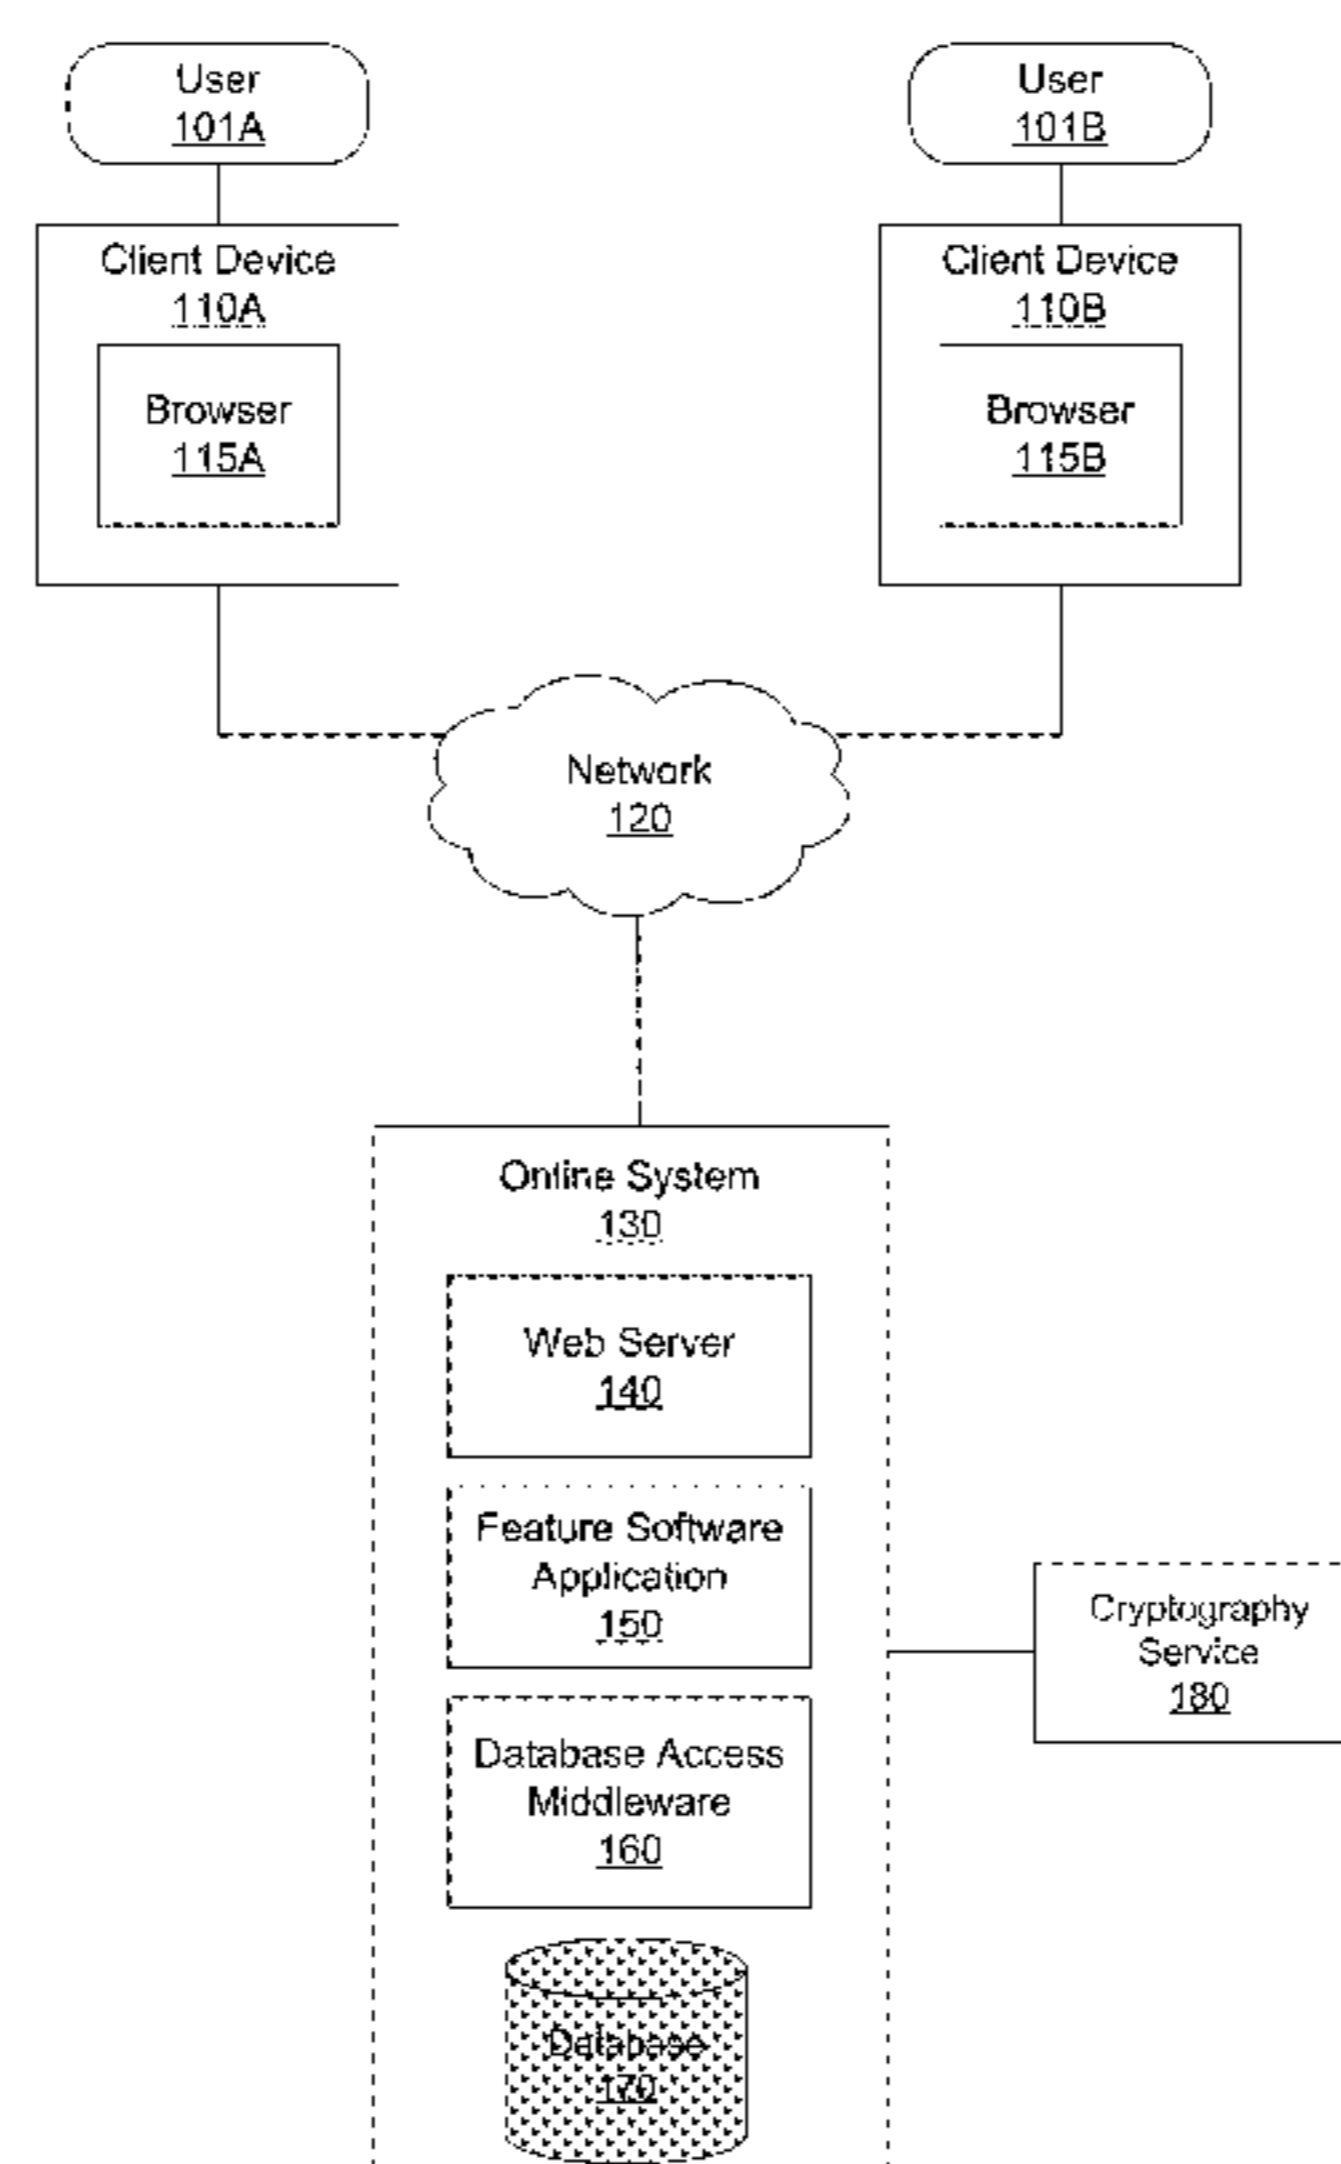 User
101A
User
101B
Client Device
110A
Browser
115A
Client Device
110B
Browser
115B
Network
120
Online System
130
Web Server
140
Feature Software
Application
150
Database Access
Middleware
160
Database
170
Cryptography
Service
180